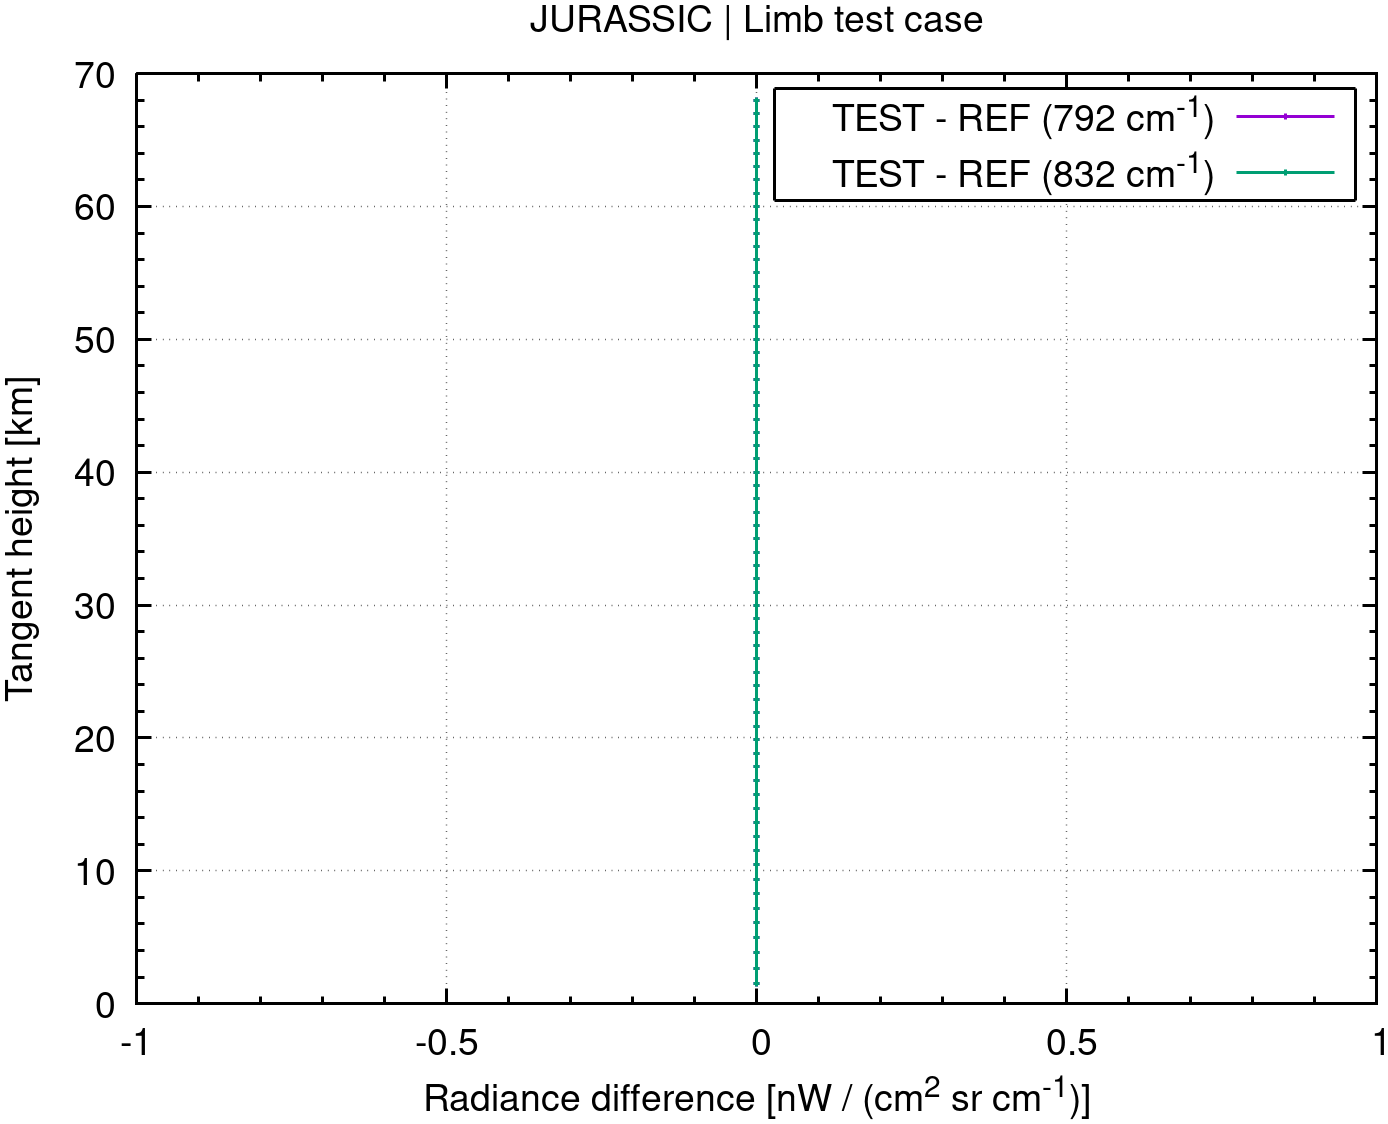 JURASSIC | Limb test case
70
60
50
40
30
20
10
0
-1
-0.5
0
0.5
1
TEST - REF (792 cm⁻¹)
TEST - REF (832 cm⁻¹)
Tangent height [km]
Radiance difference [nW / (cm² sr cm⁻¹)]